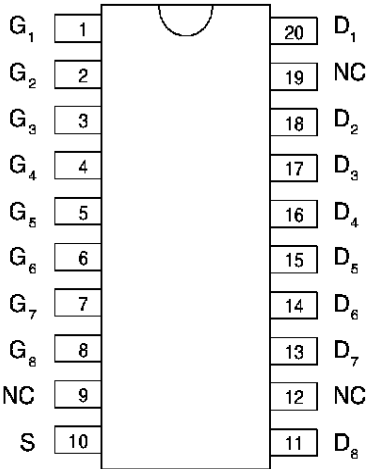 G₁ 1 20 D₁
G₂ 2 19 NC
G₃ 3 18 D₂
G₄ 4 17 D₃
G₅ 5 16 D₄
G₆ 6 15 D₅
G₇ 7 14 D₆
G₈ 8 13 D₇
NC 9 12 NC
S 10 11 D₈